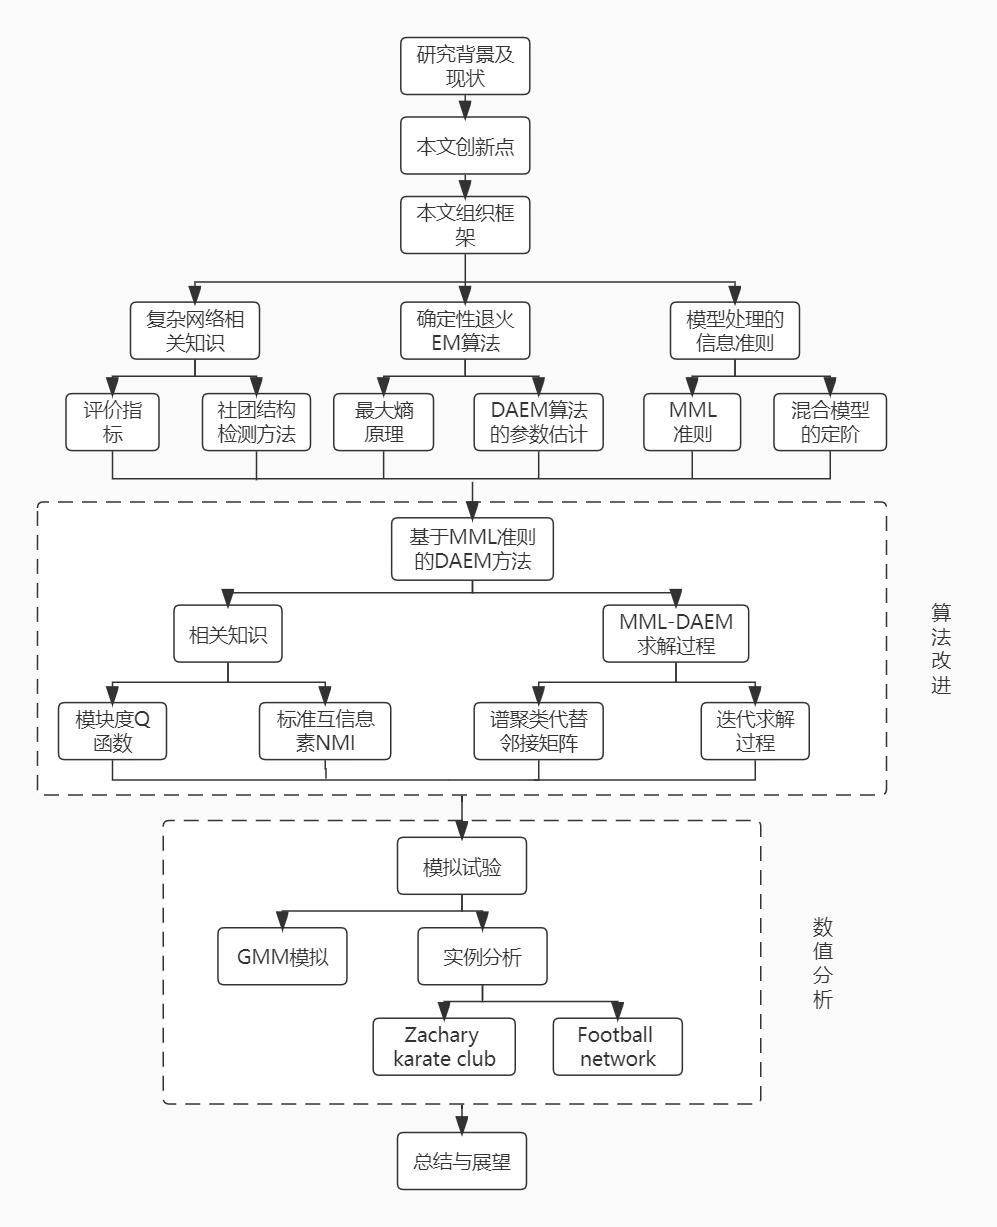 研究背景及
现状
本文创新点
本文组织框
架
复杂网络相
关知识
确定性退火
EM算法
模型处理的
信息准则
评价指
标
社团结构
检测方法
最大熵
原理
DAEM算法
的参数估计
MML
准则
混合模型
的定阶
基于MML准则
的DAEM方法
相关知识
MML-DAEM
求解过程
模块度Q
函数
标准互信息
素NMI
谱聚类代替
邻接矩阵
迭代求解
过程
算
法
改
进
模拟试验
GMM模拟
实例分析
Zachary
karate club
Football
network
数
值
分
析
总结与展望